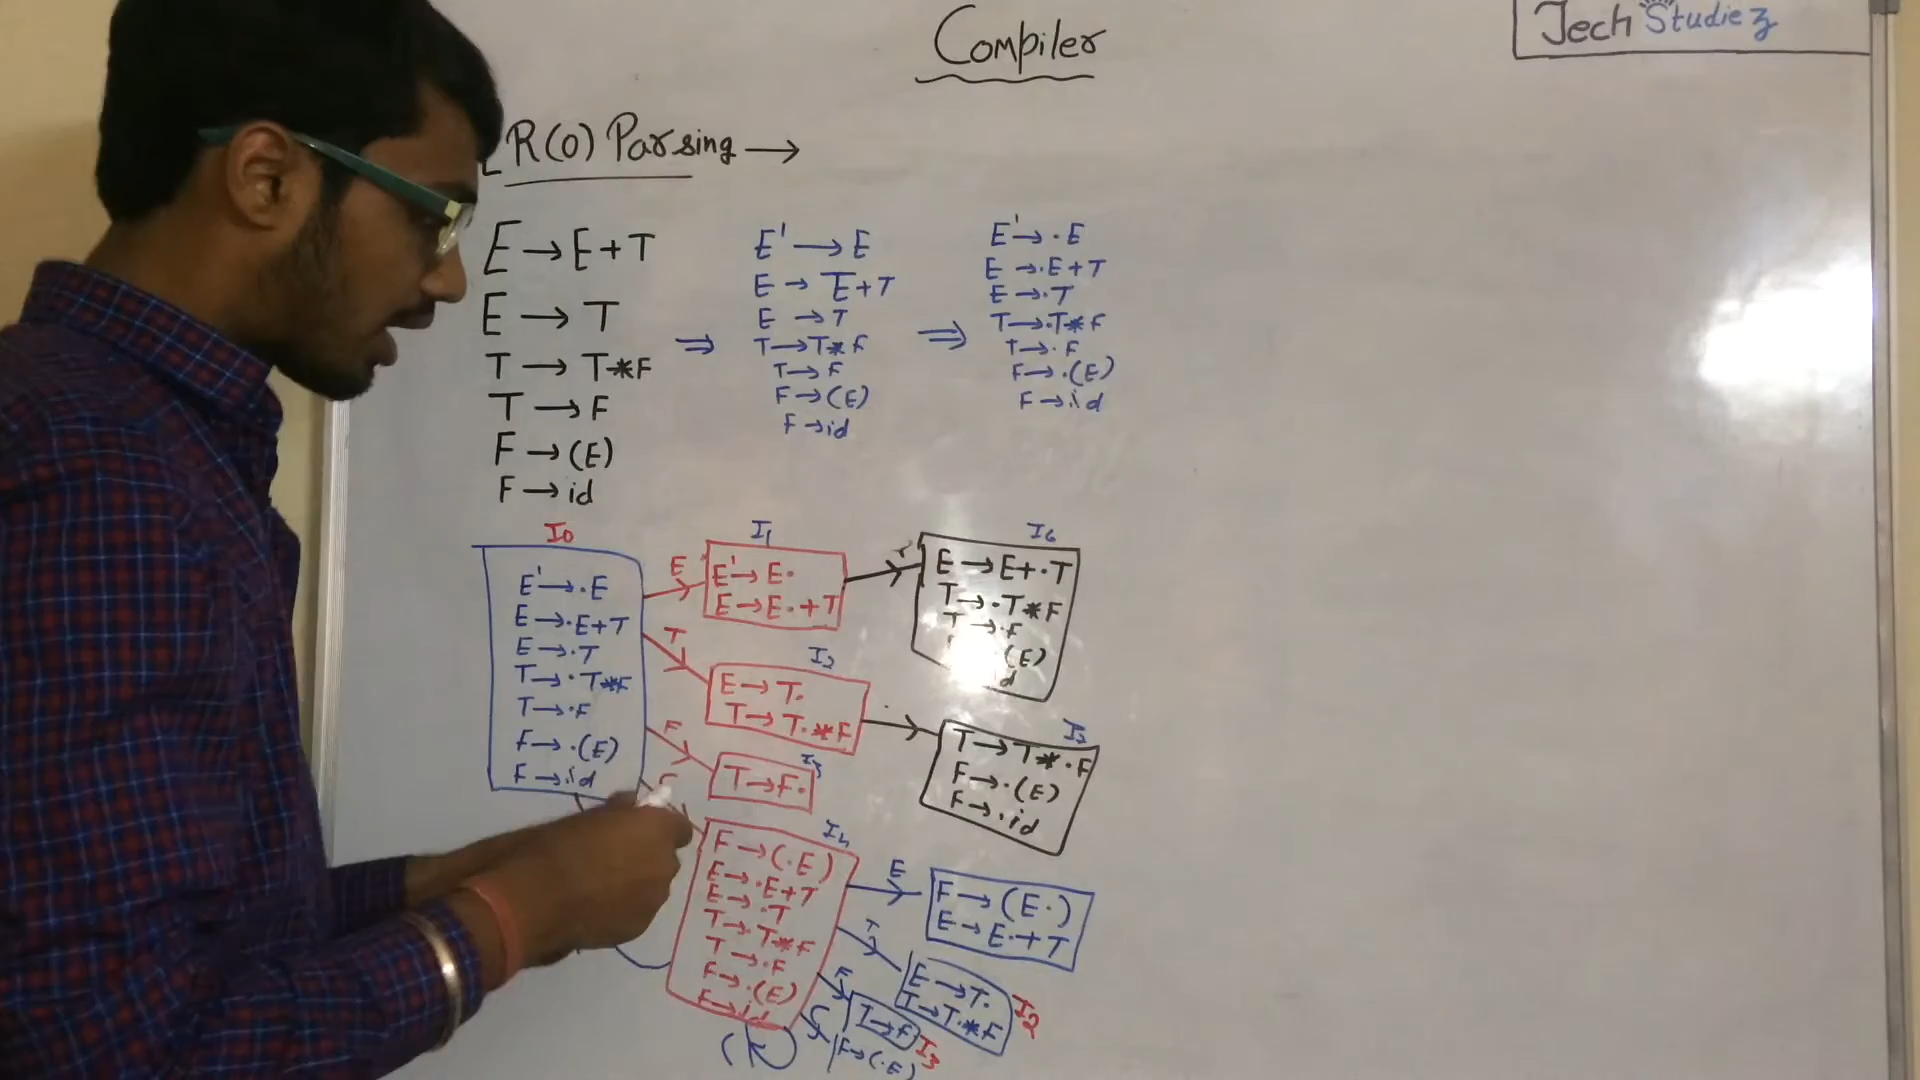 Compiler
Tech Studiez
LR(0) Parsing →
E → E+T
E → T
T → T*F
T → F
F → (E)
F → id
⇒
E' → E
E → E+T
E → T
T → T*F
T → F
F → (E)
F → id
⇒
E' → .E
E → .E+T
E → .T
T → .T*F
T → .F
F → .(E)
F → .id
I0
E' → .E
E → .E+T
E → .T
T → .T*F
T → .F
F → .(E)
F → .id
E
T
F
I1
E' → E.
E → E.+T
I2
E → T.
T → T.*F
I3
T → F.
I4
F → (.E)
E → .E+T
E → .T
T → .T*F
T → .F
F → .(E)
F → .id
I6
E → E+.T
T → .T*F
T → .F
(E)
d
T → T*.F
F → .(E)
F → .id
E
F → (E.)
E → E.+T
T
E → T.
T → T.*F
I2
F
T → F
I3
(
F → (.E)
(